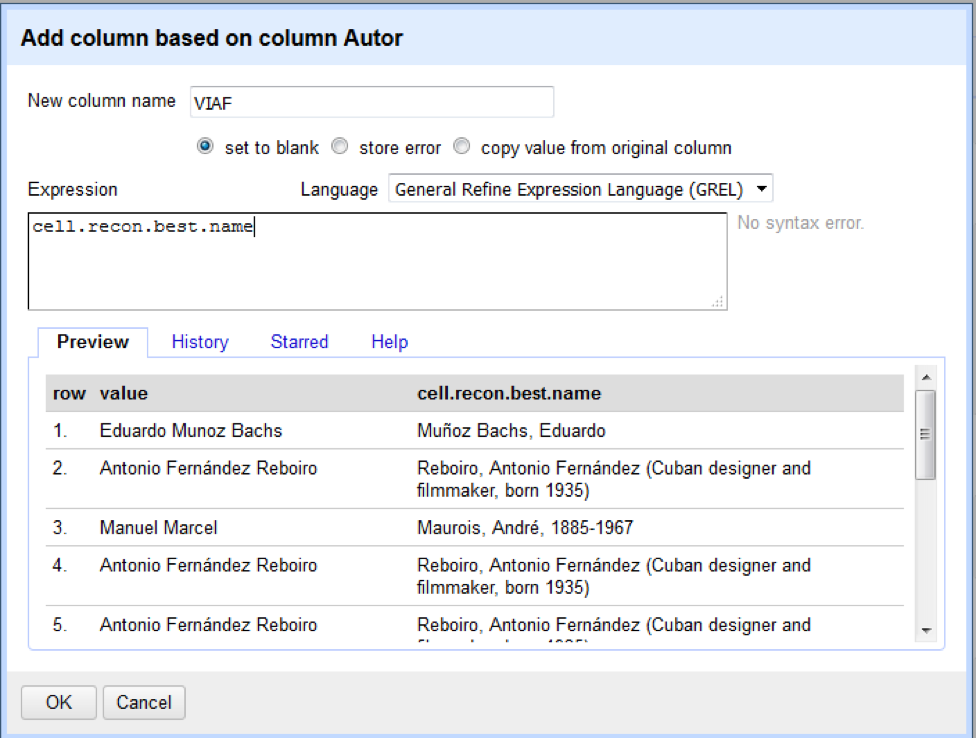 Add column based on column Autor
New column name VIAF
set to blank store error copy value from original column
Expression Language General Refine Expression Language (GREL)
cell.recon.best.name No syntax error.
Preview History Starred Help
row value cell.recon.best.name
1. Eduardo Munoz Bachs Muñoz Bachs, Eduardo
2. Antonio Fernández Reboiro Reboiro, Antonio Fernández (Cuban designer and
filmmaker, born 1935)
3. Manuel Marcel Maurois, André, 1885-1967
4. Antonio Fernández Reboiro Reboiro, Antonio Fernández (Cuban designer and
filmmaker, born 1935)
5. Antonio Fernández Reboiro Reboiro, Antonio Fernández (Cuban designer and
OK Cancel